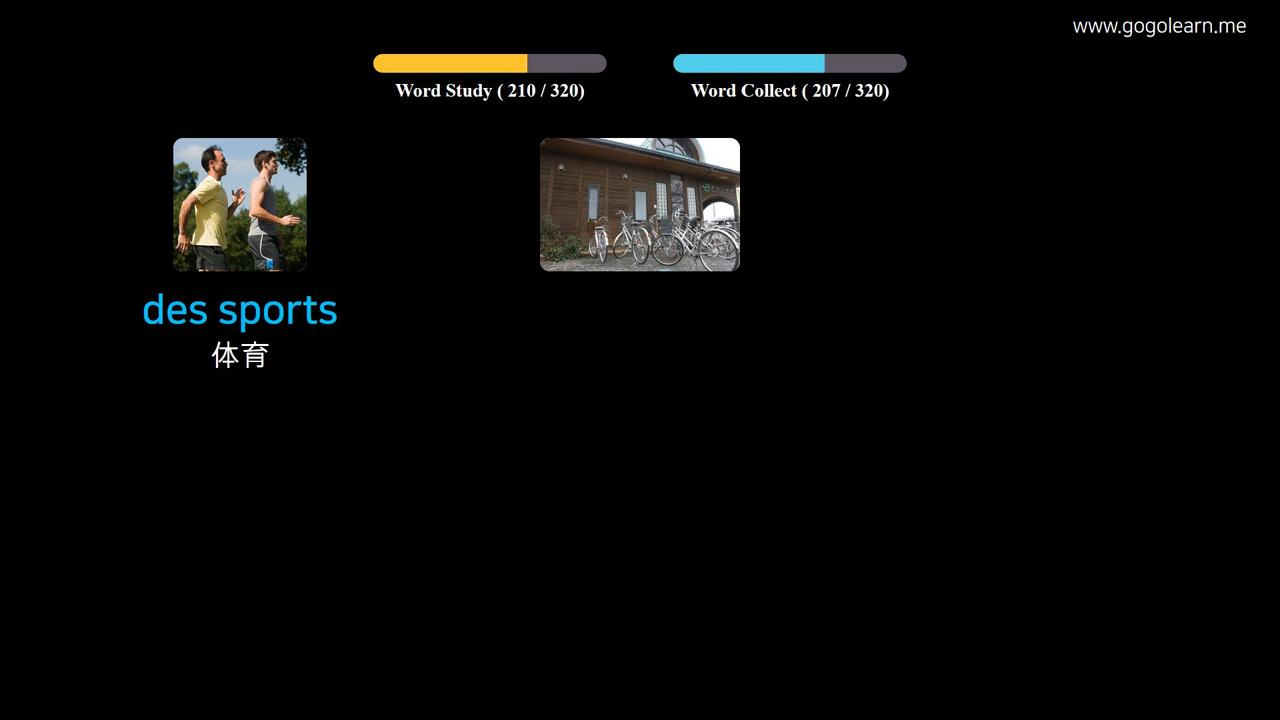 www.gogolearn.me
Word Study ( 210 / 320)
Word Collect ( 207 / 320)
des sports
体育